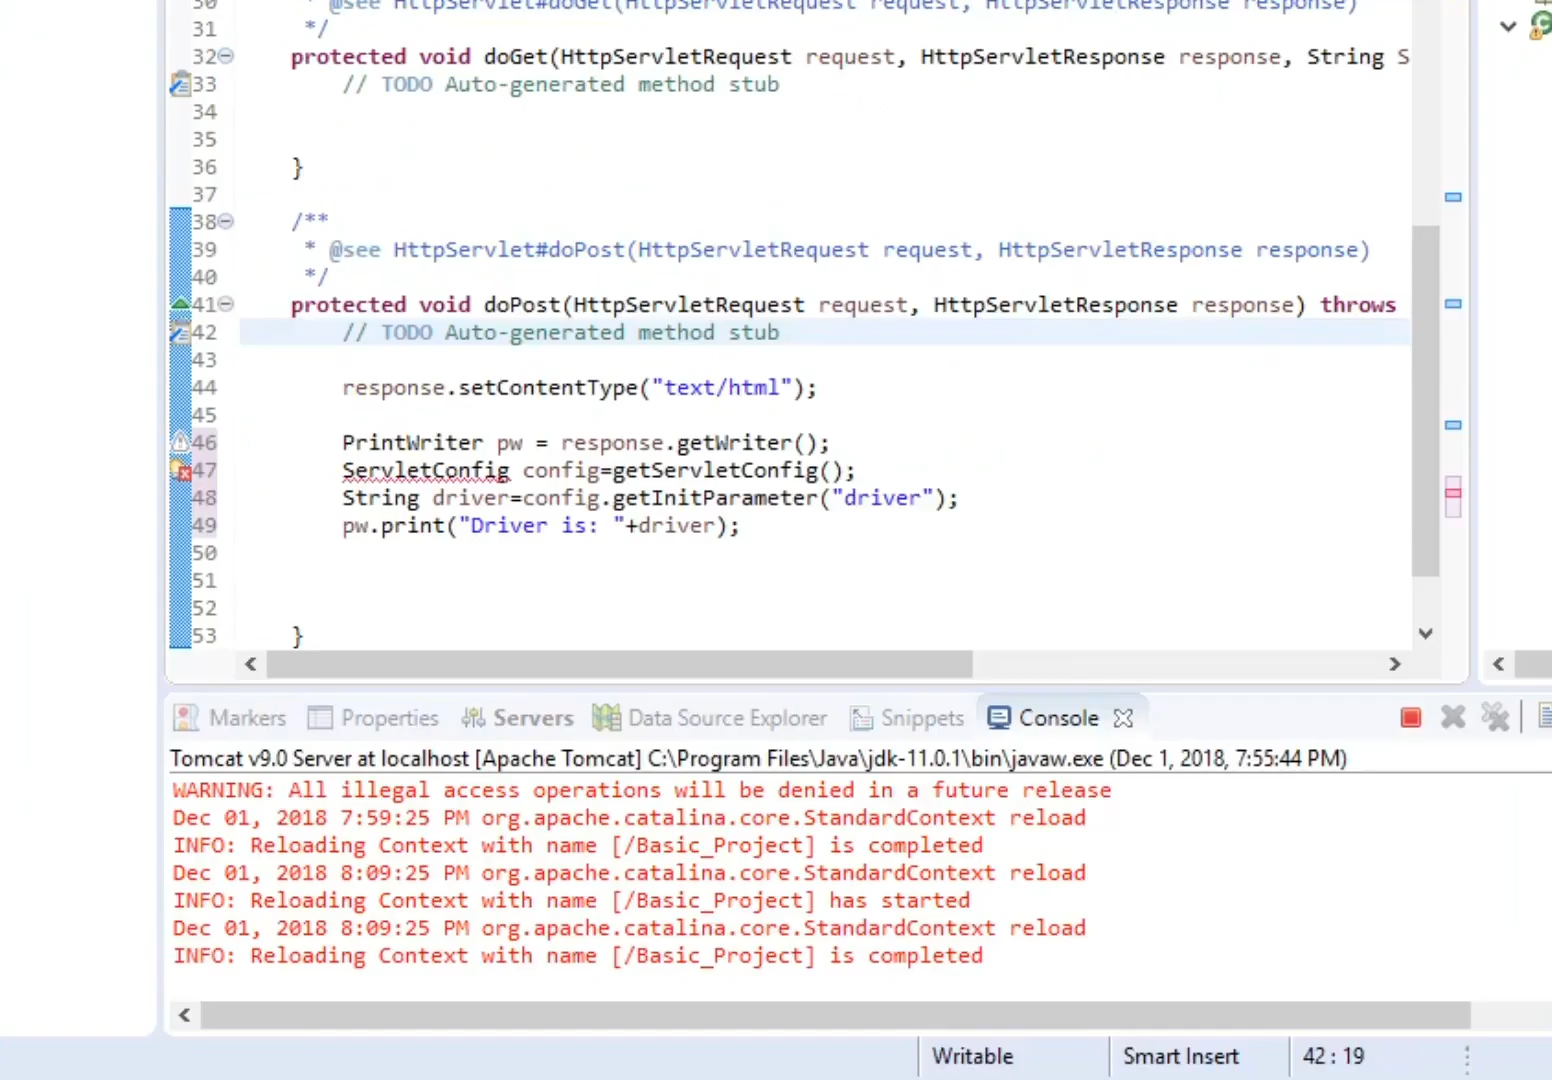 30 * @see HttpServlet#doGet(HttpServletRequest request, HttpServletResponse response)
31 */
32 protected void doGet(HttpServletRequest request, HttpServletResponse response, String S
33 // TODO Auto-generated method stub
34
35
36 }
37
38 /**
39 * @see HttpServlet#doPost(HttpServletRequest request, HttpServletResponse response)
40 */
41 protected void doPost(HttpServletRequest request, HttpServletResponse response) throws
42 // TODO Auto-generated method stub
43
44 response.setContentType("text/html");
45
46 PrintWriter pw = response.getWriter();
47 ServletConfig config=getServletConfig();
48 String driver=config.getInitParameter("driver");
49 pw.print("Driver is: "+driver);
50
51
52
53 }
Markers Properties Servers Data Source Explorer Snippets Console
Tomcat v9.0 Server at localhost [Apache Tomcat] C:\Program Files\Java\jdk-11.0.1\bin\javaw.exe (Dec 1, 2018, 7:55:44 PM)
WARNING: All illegal access operations will be denied in a future release
Dec 01, 2018 7:59:25 PM org.apache.catalina.core.StandardContext reload
INFO: Reloading Context with name [/Basic_Project] is completed
Dec 01, 2018 8:09:25 PM org.apache.catalina.core.StandardContext reload
INFO: Reloading Context with name [/Basic_Project] has started
Dec 01, 2018 8:09:25 PM org.apache.catalina.core.StandardContext reload
INFO: Reloading Context with name [/Basic_Project] is completed
Writable Smart Insert 42 : 19